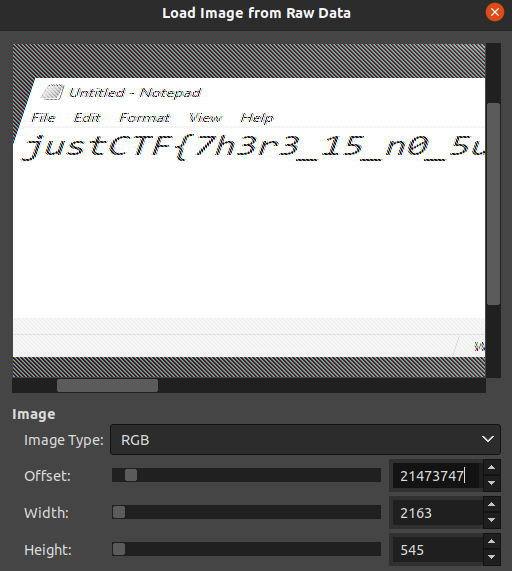 Load Image from Raw Data
Untitled - Notepad
File Edit Format View Help
justCTF{7h3r3_15_n0_5u
W
Image
Image Type: RGB
Offset: 21473747
Width: 2163
Height: 545